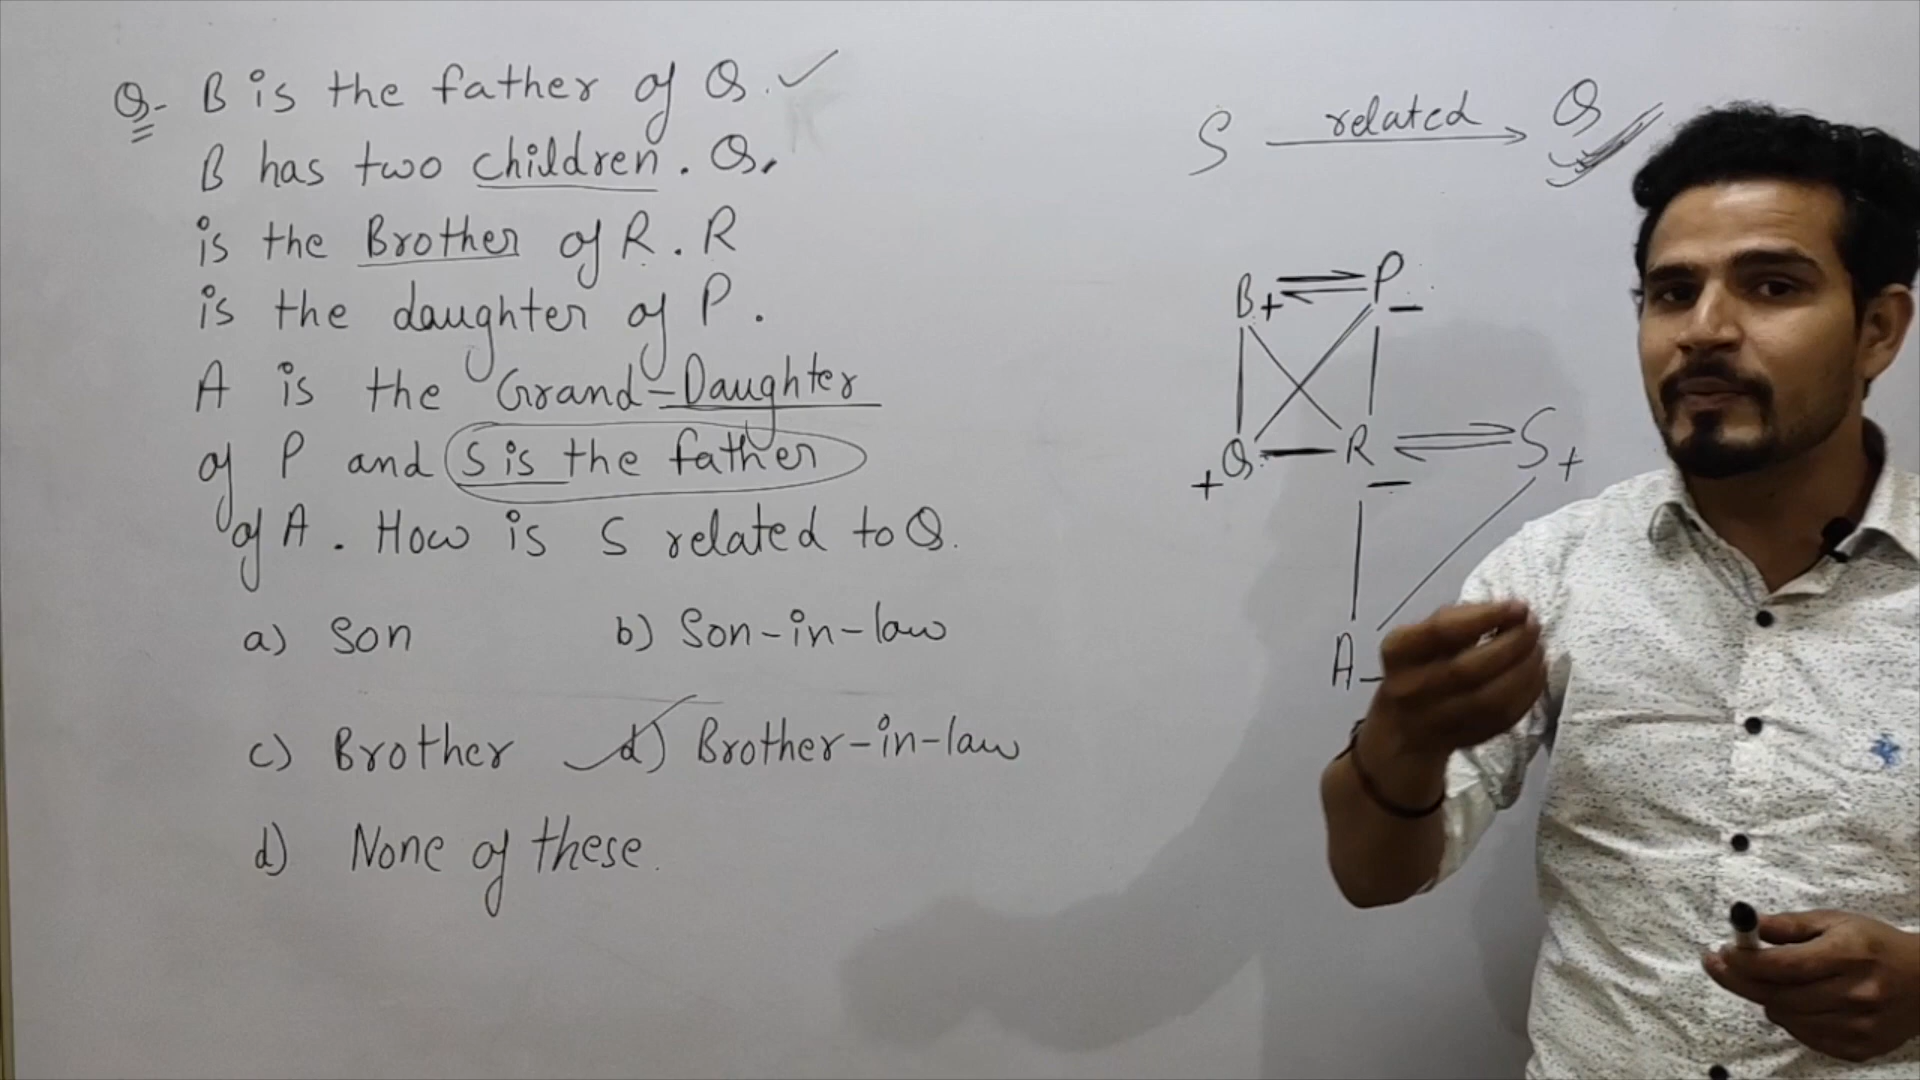 Q- B is the father of Q.
B has two children. Q
is the Brother of R. R
is the daughter of P.
A is the Grand-Daughter
of P and S is the father
of A. How is S related to Q.
a) Son b) Son-in-law
c) Brother d) Brother-in-law
d) None of these.
S related Q
B + P -
+ Q R - S +
A -